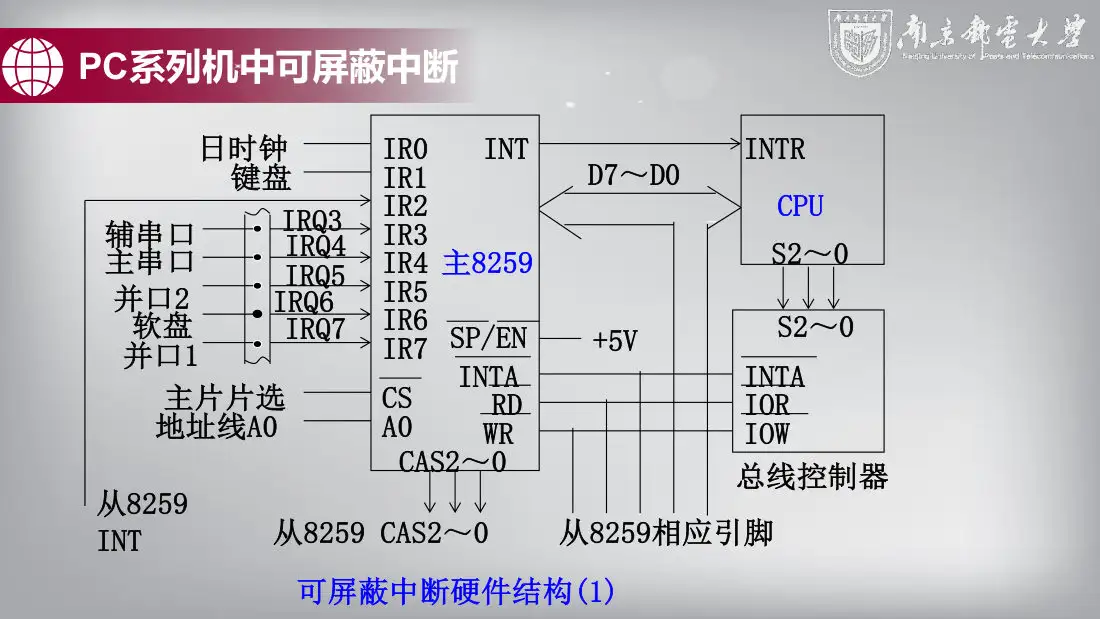 PC系列机中可屏蔽中断
南京邮电大学
Nanjing University of Posts and Telecommunications
日时钟
键盘
辅串口
主串口
并口2
软盘
并口1
主片片选
地址线A0
从8259
INT
IRQ3
IRQ4
IRQ5
IRQ6
IRQ7
IR0
IR1
IR2
IR3
IR4
IR5
IR6
IR7
CS
A0
INT
主8259
SP/EN
INTA
RD
WR
CAS2～0
从8259 CAS2～0
D7～D0
+5V
INTR
CPU
S2～0
S2～0
INTA
IOR
IOW
总线控制器
从8259相应引脚
可屏蔽中断硬件结构(1)